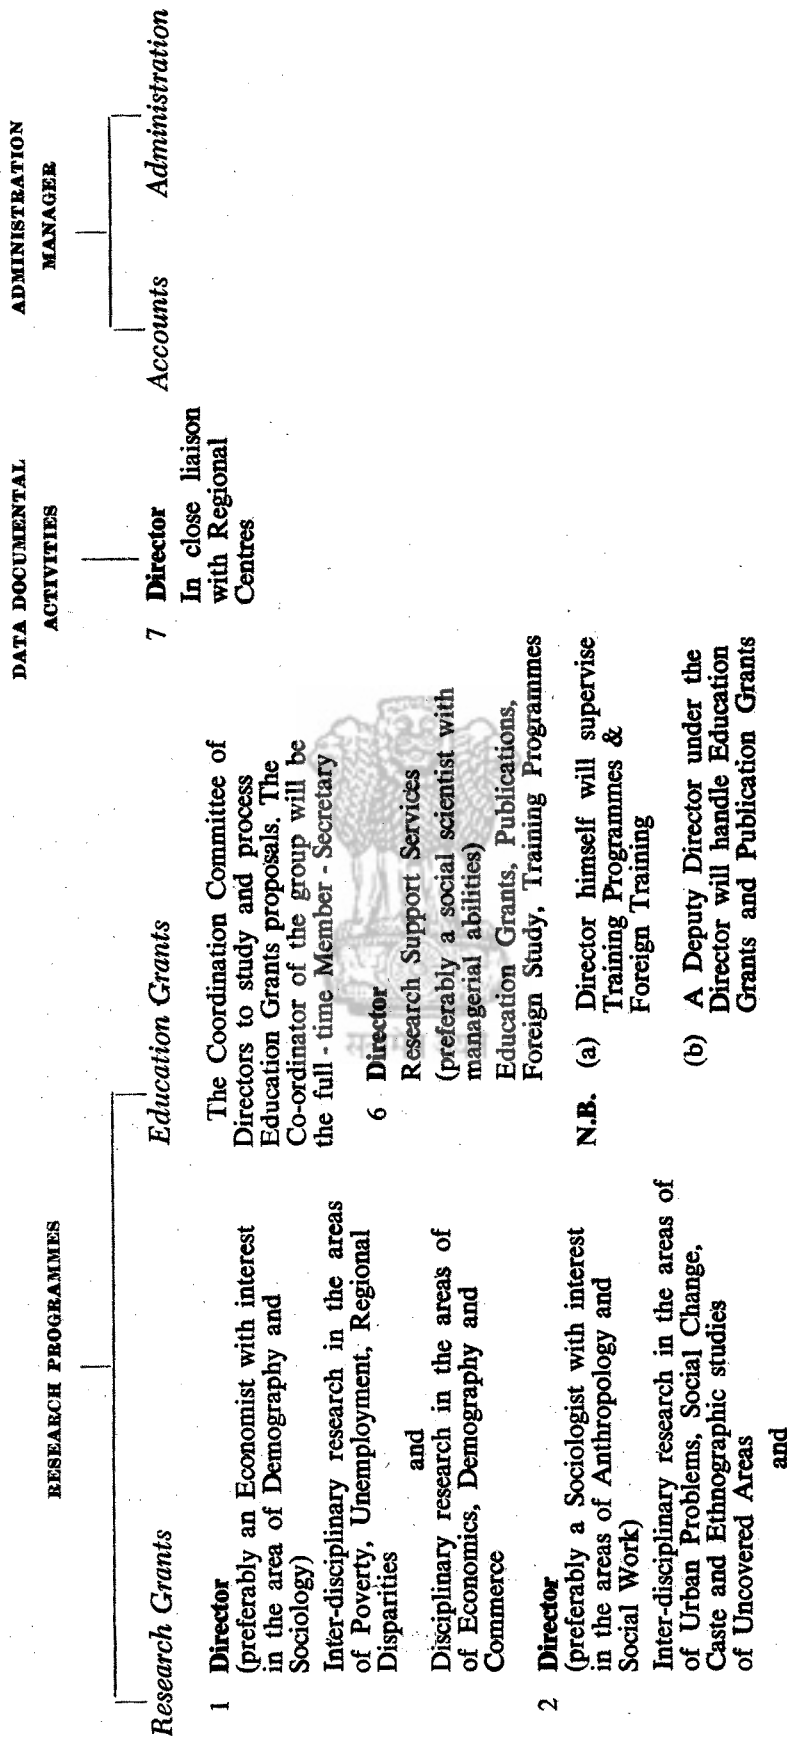 RESEARCH PROGRAMMES
Research Grants
1 Director
(preferably an Economist with interest
in the area of Demography and
Sociology)
Inter-disciplinary research in the areas
of Poverty, Unemployment, Regional
Disparities
and
Disciplinary research in the areas of
of Economics, Demography and
Commerce
2 Director
(preferably a Sociologist with interest
in the areas of Anthropology and
Social Work)
Inter-disciplinary research in the areas of
of Urban Problems, Social Change,
Caste and Ethnographic studies
of Uncovered Areas
and
Education Grants
The Coordination Committee of
Directors to study and process
Education Grants proposals. The
Co-ordinator of the group will be
the full - time Member - Secretary
6 Director
Research Support Services
(preferably a social scientist with
managerial abilities)
Education Grants, Publications,
Foreign Study, Training Programmes
N.B. (a) Director himself will supervise
Training Programmes &
Foreign Training
(b) A Deputy Director under the
Director will handle Education
Grants and Publication Grants
DATA DOCUMENTAL
ACTIVITIES
7 Director
In close liaison
with Regional
Centres
ADMINISTRATION
MANAGER
Accounts
Administration